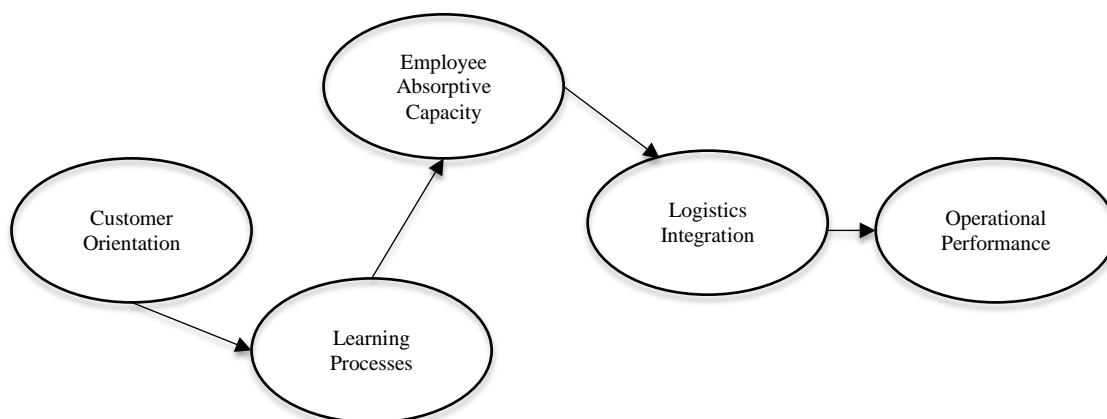 Employee
Absorptive
Capacity
Customer
Orientation
Learning
Processes
Logistics
Integration
Operational
Performance